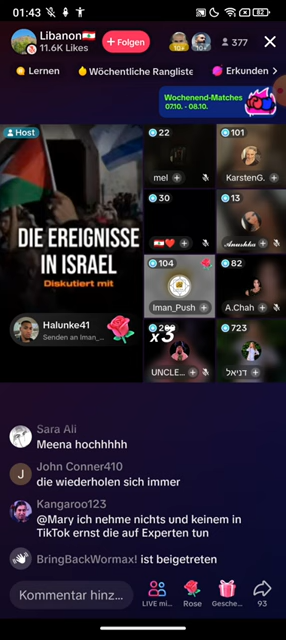 01:43
82
Libanon🇱🇧
11.6K Likes
+ Folgen
10+
10+
377
Lernen
Wöchentliche Rangliste
Erkunden
Wochenend-Matches
07.10. - 08.10.
Host
22
mel
101
KarstenG.
30
🇱🇧❤️
13
Anushka
DIE EREIGNISSE
IN ISRAEL
Diskutiert mit
104
Iman_Push
82
A.Chah
Halunke41
Senden an Iman_...
x3
UNCLE...
723
דניאל
Sara Ali
Meena hochhhhh
John Conner410
die wiederholen sich immer
Kangaroo123
@Mary ich nehme nichts und keinem in
TikTok ernst die auf Experten tun
BringBackWormax! ist beigetreten
Kommentar hinz...
LIVE mi...
Rose
Gesche...
93